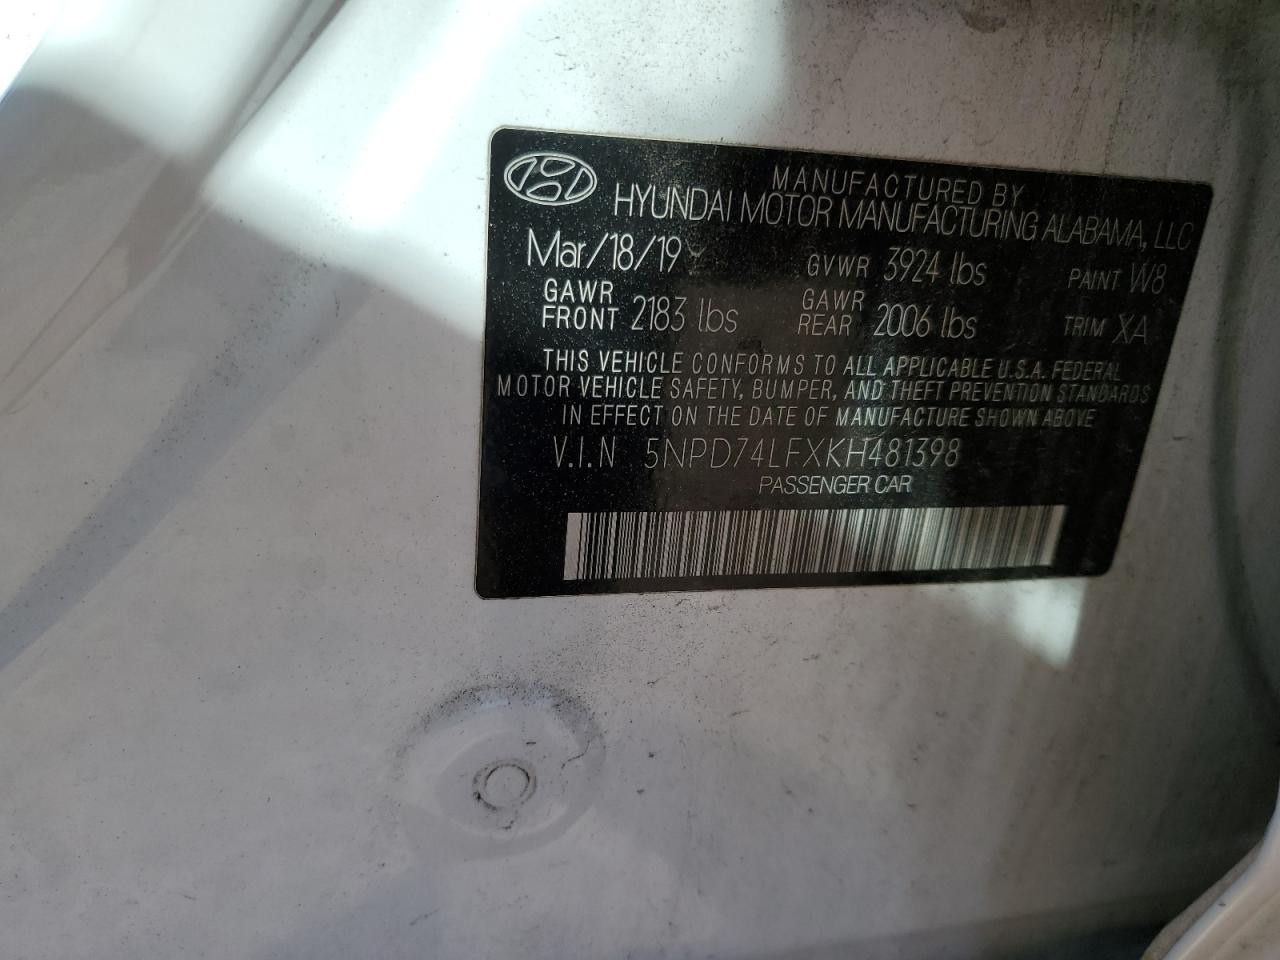 MANUFACTURED BY
HYUNDAI MOTOR MANUFACTURING ALABAMA, LLC
Mar/18/19 GVWR 3924 lbs PAINT W8
GAWR FRONT 2183 lbs GAWR REAR 2006 lbs TRIM XA
THIS VEHICLE CONFORMS TO ALL APPLICABLE U.S.A. FEDERAL
MOTOR VEHICLE SAFETY, BUMPER, AND THEFT PREVENTION STANDARDS
IN EFFECT ON THE DATE OF MANUFACTURE SHOWN ABOVE
V.I.N 5NPD74LFXKH481398
PASSENGER CAR